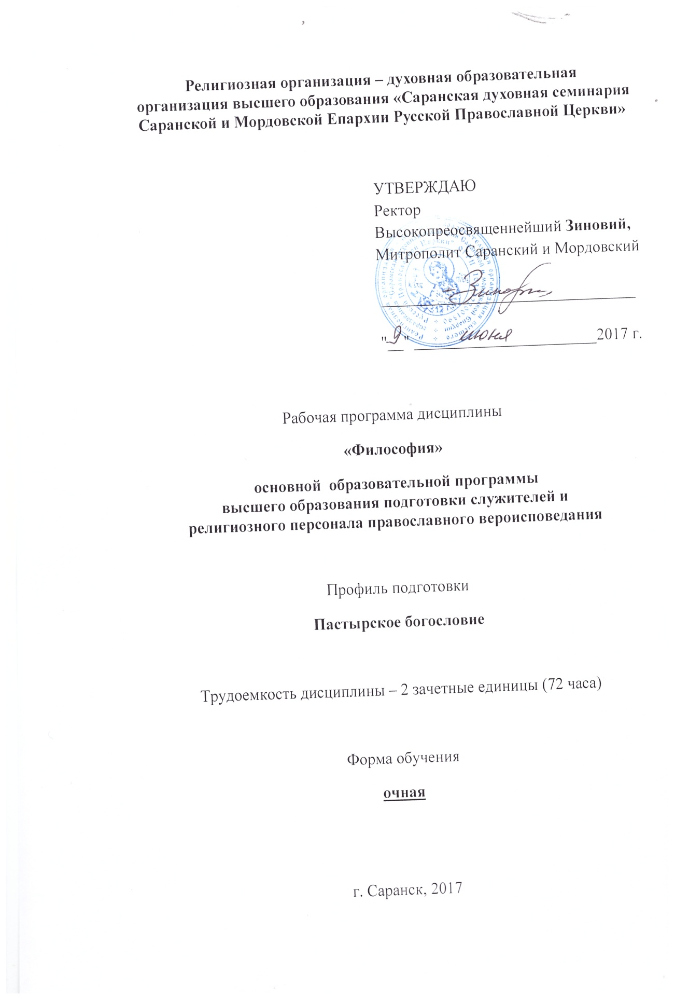 Религиозная организация – духовная образовательная
организация высшего образования «Саранская духовная семинария
Саранской и Мордовской Епархии Русской Православной Церкви»
УТВЕРЖДАЮ
Ректор
Высокопреосвященнейший Зиновий,
Митрополит Саранский и Мордовский
"9" июня 2017 г.
Рабочая программа дисциплины
«Философия»
основной образовательной программы
высшего образования подготовки служителей и
религиозного персонала православного вероисповедания
Профиль подготовки
Пастырское богословие
Трудоемкость дисциплины – 2 зачетные единицы (72 часа)
Форма обучения
очная
г. Саранск, 2017